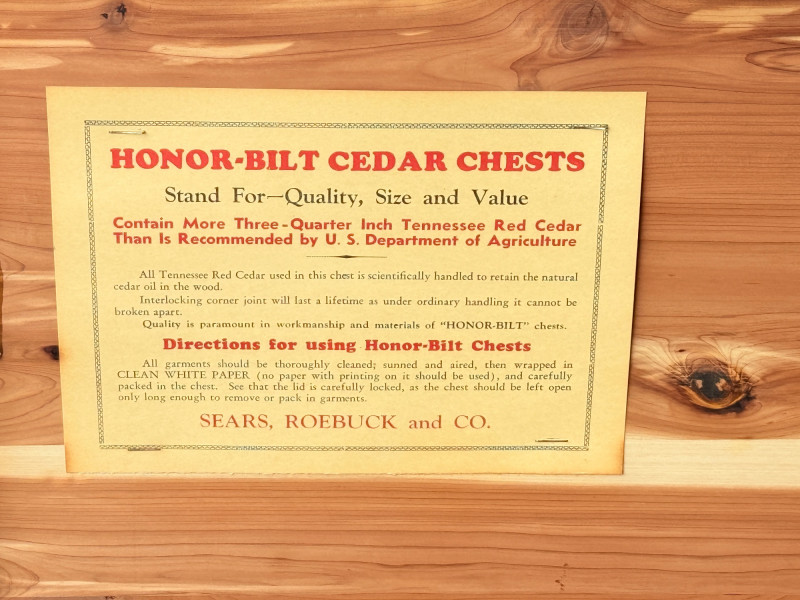 HONOR-BILT CEDAR CHESTS
Stand For—Quality, Size and Value
Contain More Three-Quarter Inch Tennessee Red Cedar
Than Is Recommended by U. S. Department of Agriculture
All Tennessee Red Cedar used in this chest is scientifically handled to retain the natural
cedar oil in the wood.
Interlocking corner joint will last a lifetime as under ordinary handling it cannot be
broken apart.
Quality is paramount in workmanship and materials of "HONOR-BILT" chests.
Directions for using Honor-Bilt Chests
All garments should be thoroughly cleaned; sunned and aired, then wrapped in
CLEAN WHITE PAPER (no paper with printing on it should be used), and carefully
packed in the chest. See that the lid is carefully locked, as the chest should be left open
only long enough to remove or pack in garments.
SEARS, ROEBUCK and CO.